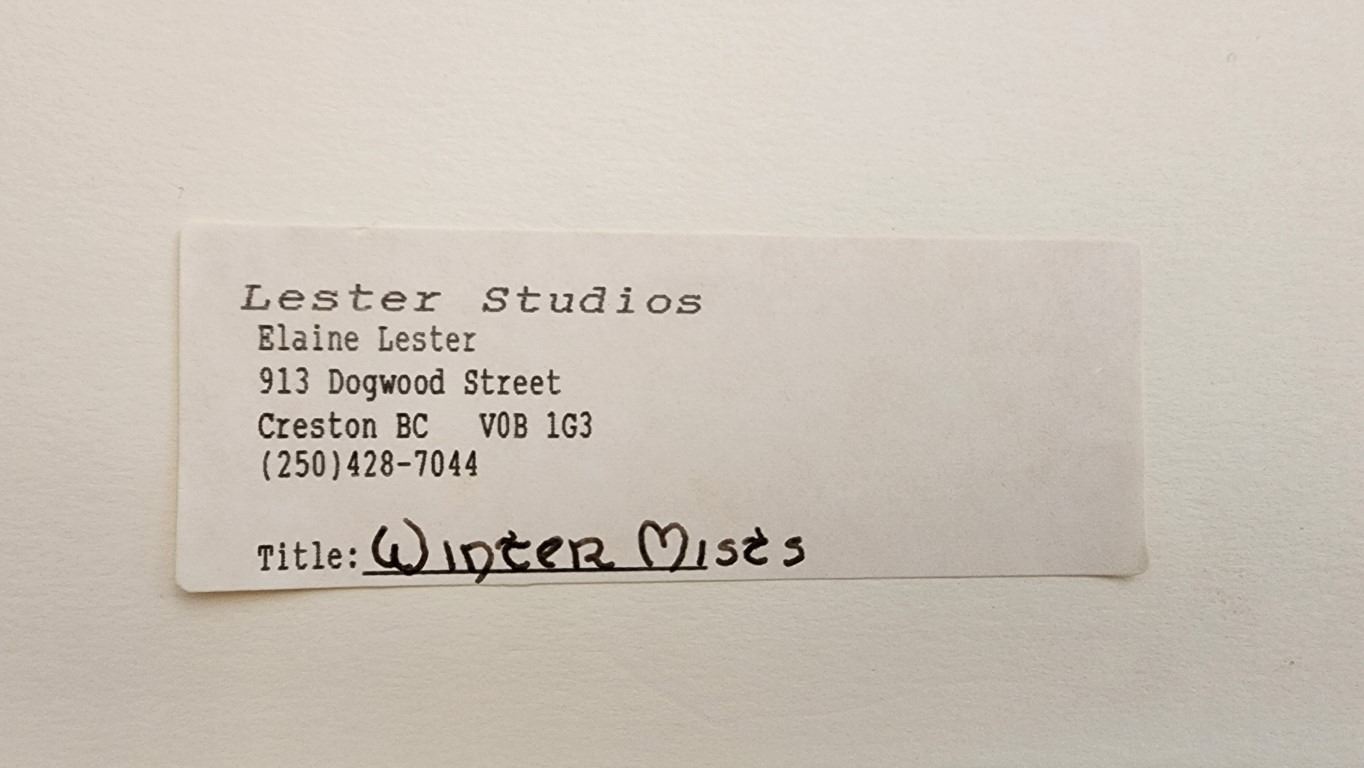 Lester Studios
Elaine Lester
913 Dogwood Street
Creston BC V0B 1G3
(250)428-7044
Title: Winter Mists